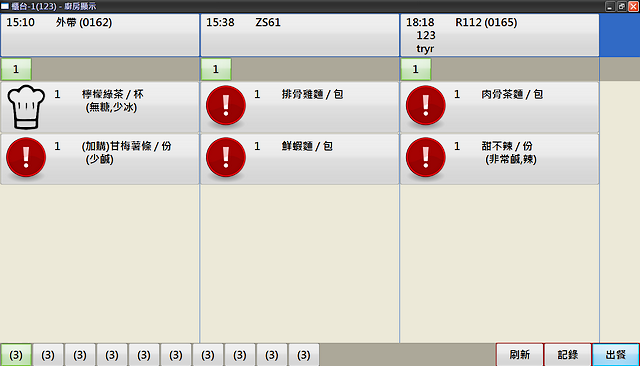 櫃台-1(123) - 廚房顯示
15:10 外帶 (0162)
15:38 ZS61
18:18 R112 (0165)
123
tryr
1
1
1
1 檸檬綠茶 / 杯
(無糖,少冰)
1 排骨雞麵 / 包
1 肉骨茶麵 / 包
1 (加購)甘梅薯條 / 份
(少鹹)
1 鮮蝦麵 / 包
1 甜不辣 / 份
(非常鹹,辣)
(3) (3) (3) (3) (3) (3) (3) (3) (3) (3) 刷新 記錄 出餐